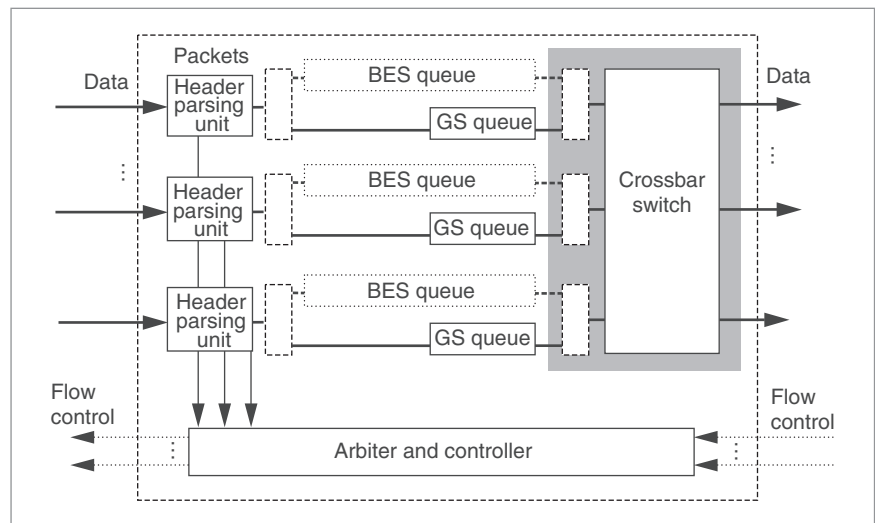 Packets
Data
Header
parsing
unit
BES queue
GS queue
Data
⋮
Header
parsing
unit
BES queue
GS queue
Crossbar
switch
⋮
Header
parsing
unit
BES queue
GS queue
Flow
control
⋮
Arbiter and controller
Flow
control
⋮